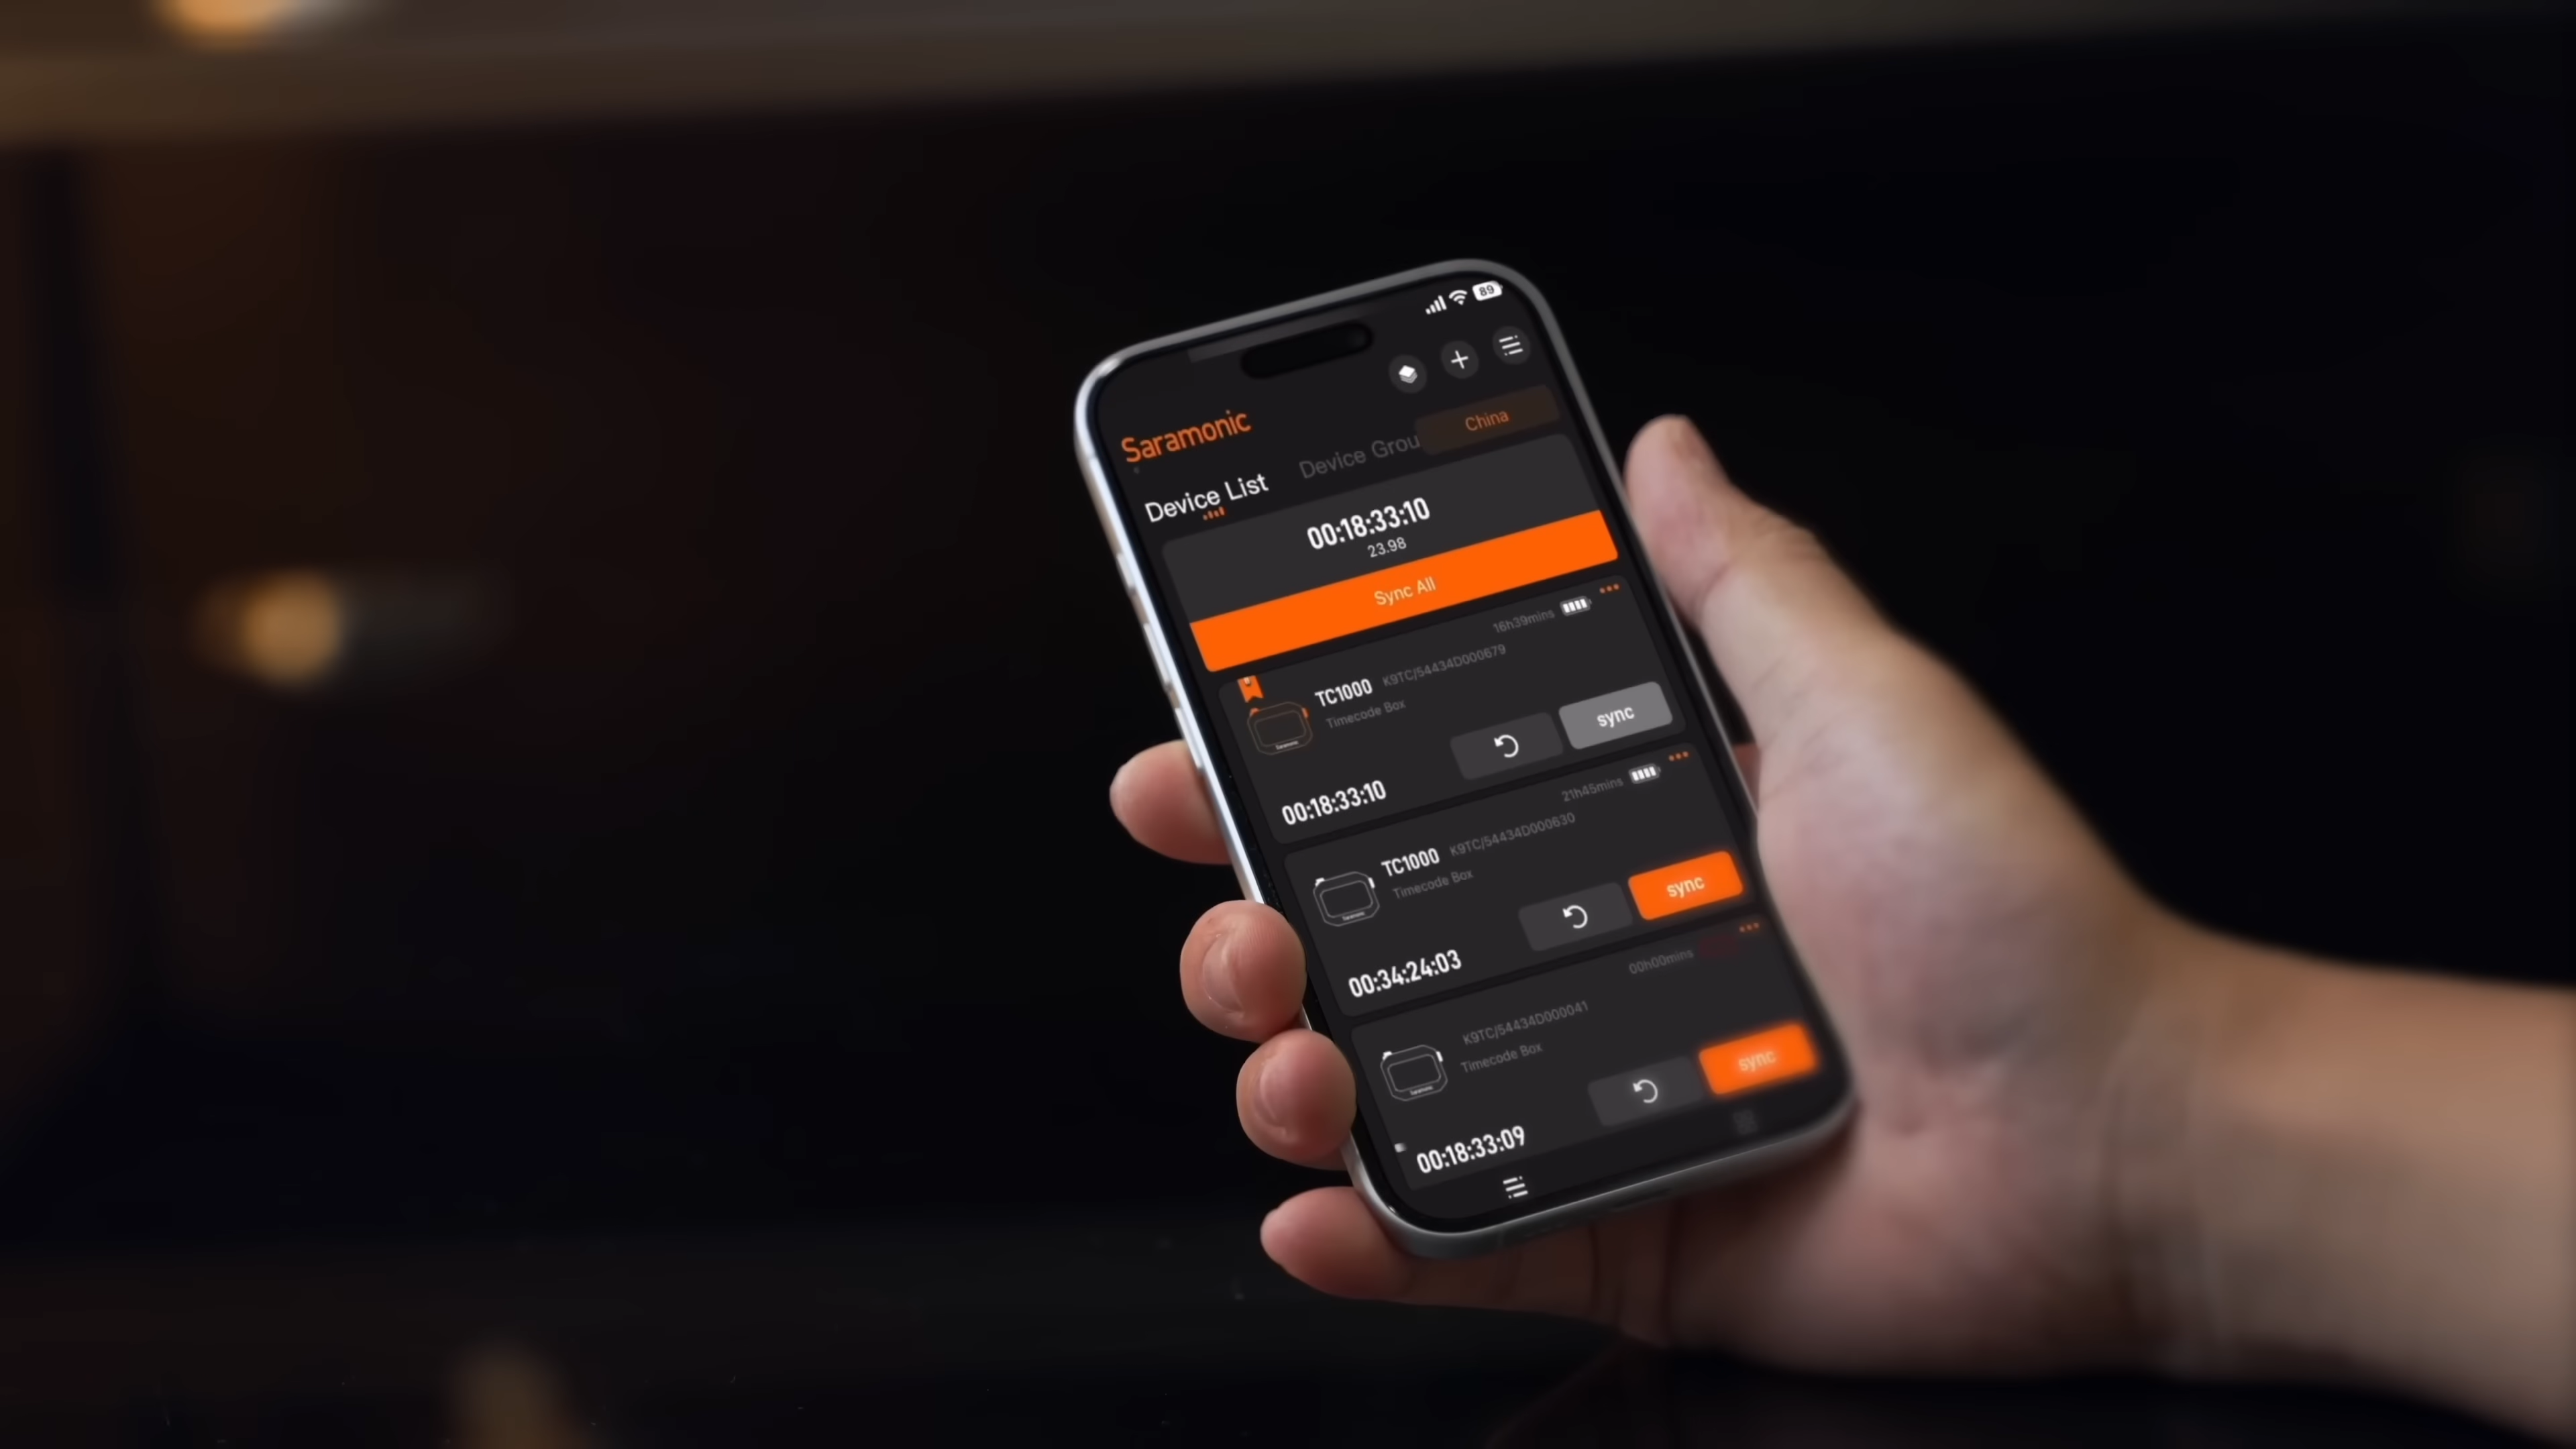 89
Saramonic
China
Device List Device Grou
00:18:33:10
23.98
Sync All
16h39mins
TC1000 K9TC/54434D000679
Timecode Box
sync
00:18:33:10
21h45mins
TC1000 K9TC/54434D000630
Timecode Box
sync
00:34:24:03
00h00mins
K9TC/54434D000041
Timecode Box
sync
00:18:33:09